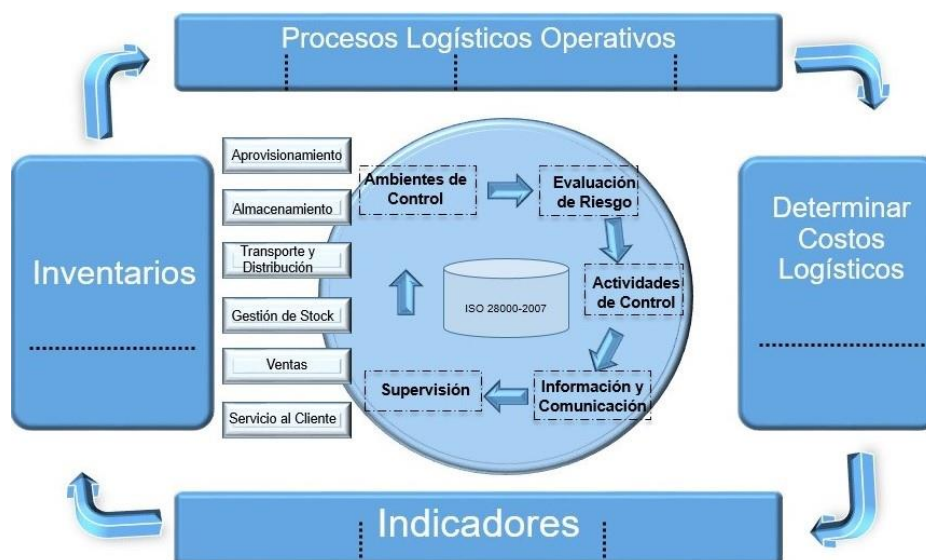 Procesos Logísticos Operativos
Inventarios
Aprovisionamiento
Almacenamiento
Transporte y
Distribución
Gestión de Stock
Ventas
Servicio al Cliente
Ambientes de
Control
Evaluación
de Riesgo
Actividades
de Control
Información y
Comunicación
Supervisión
ISO 28000-2007
Determinar
Costos
Logísticos
Indicadores